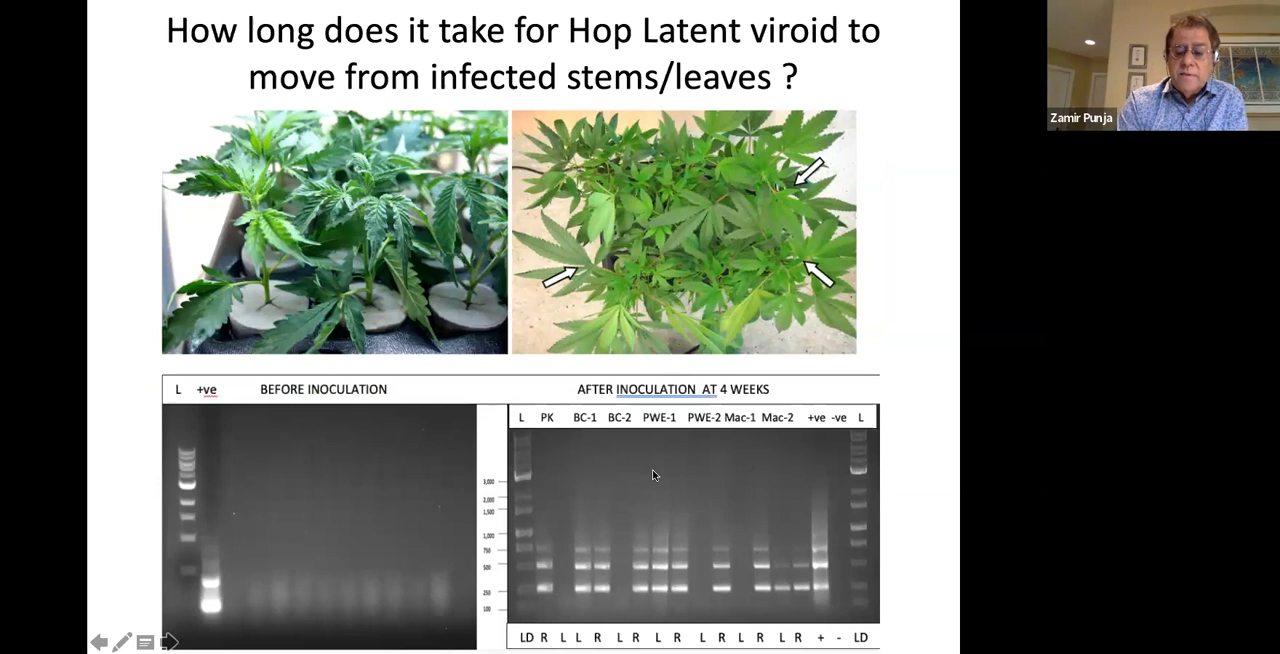 How long does it take for Hop Latent viroid to
move from infected stems/leaves ?
Zamir Punja
L +ve BEFORE INOCULATION
AFTER INOCULATION AT 4 WEEKS
L PK BC-1 BC-2 PWE-1 PWE-2 Mac-1 Mac-2 +ve -ve L
3,000
2,000
1,500
1,000
750
500
250
100
LD R L L R L R L R L R L R L R + - LD